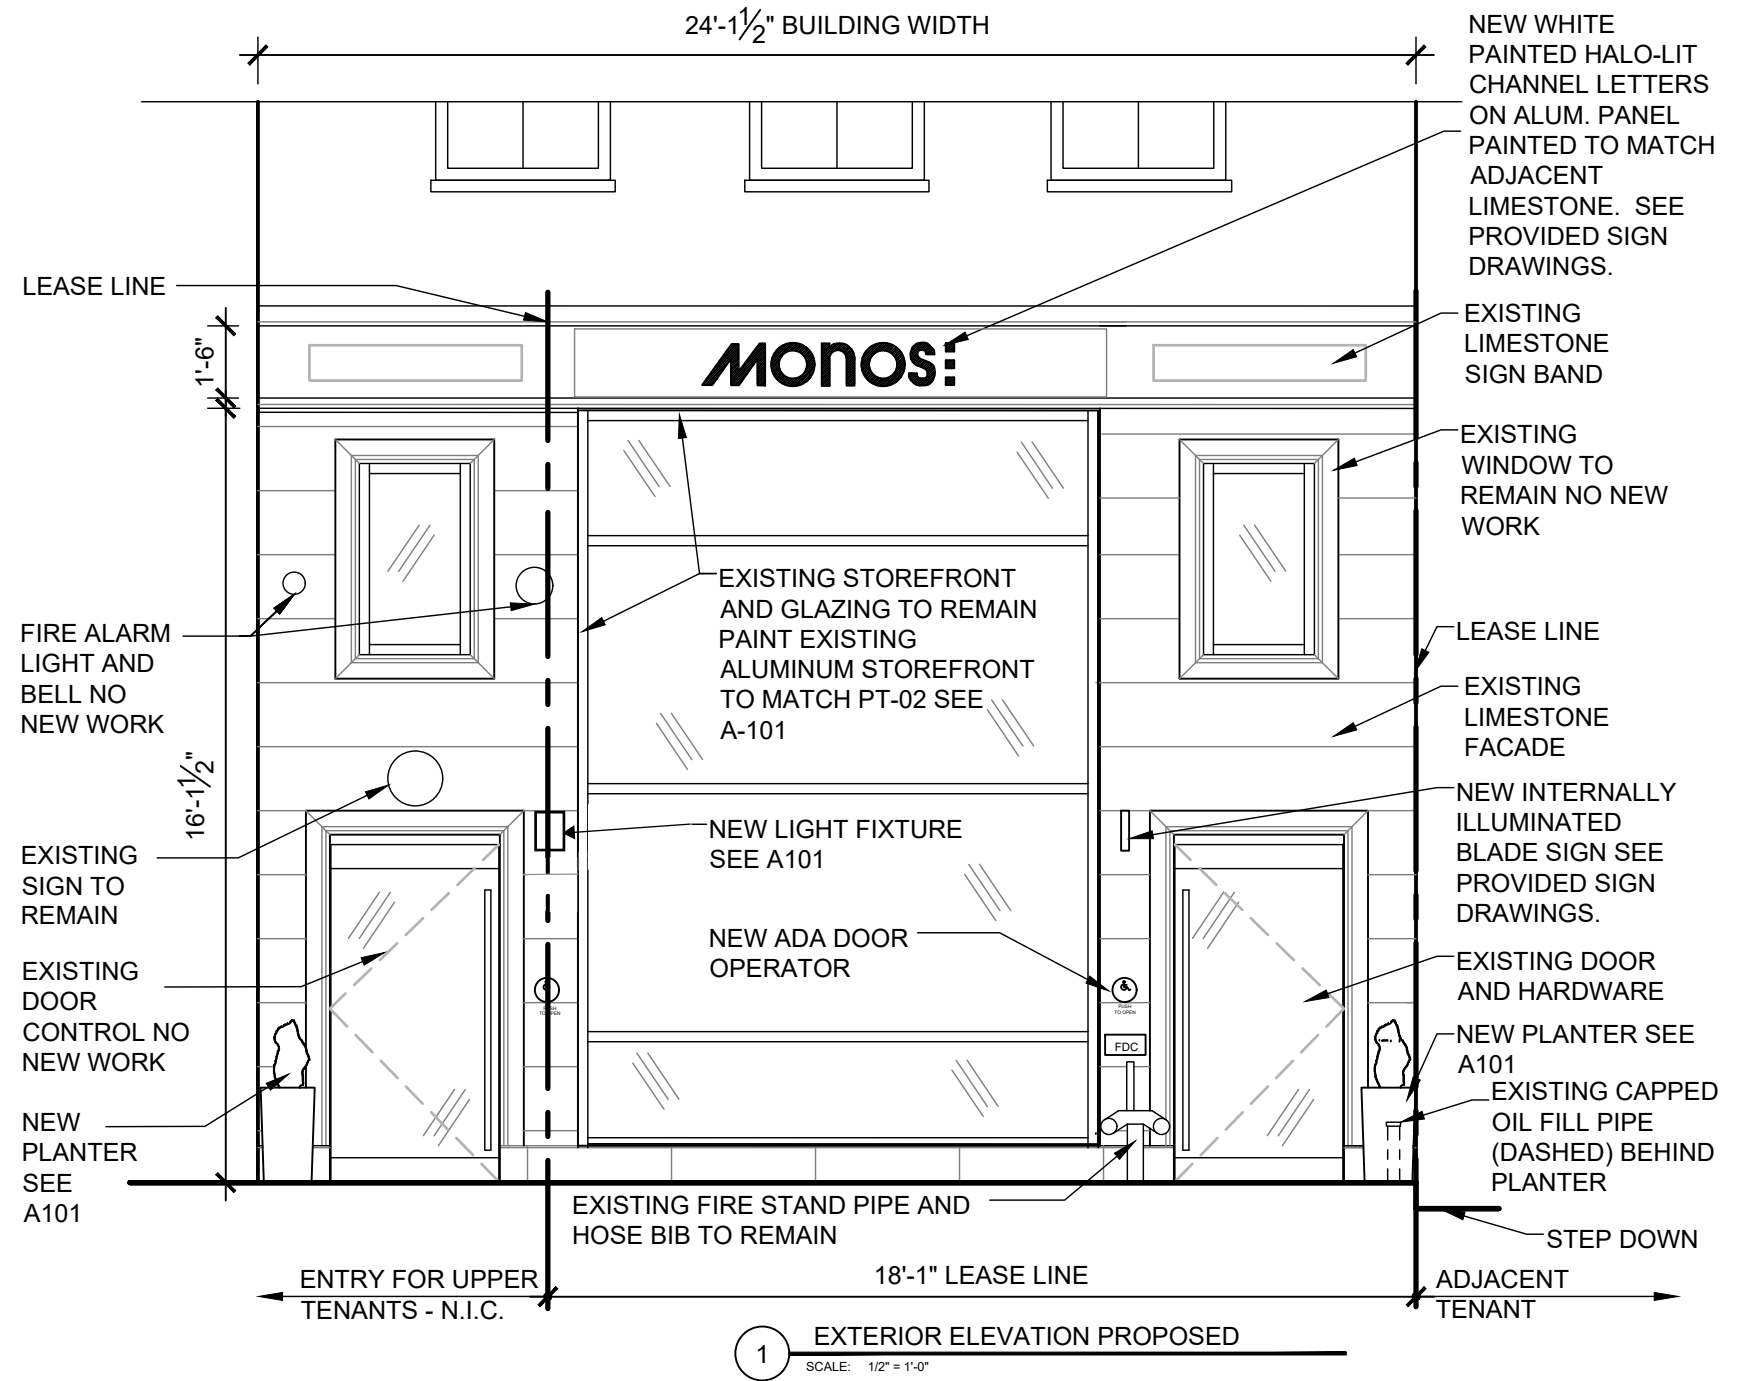 24'-1½" BUILDING WIDTH
NEW WHITE
PAINTED HALO-LIT
CHANNEL LETTERS
ON ALUM. PANEL
PAINTED TO MATCH
ADJACENT
LIMESTONE.  SEE
PROVIDED SIGN
DRAWINGS.
LEASE LINE
1'-6"
MONOS
EXISTING
LIMESTONE
SIGN BAND
EXISTING
WINDOW TO
REMAIN NO NEW
WORK
EXISTING STOREFRONT
AND GLAZING TO REMAIN
PAINT EXISTING
ALUMINUM STOREFRONT
TO MATCH PT-02 SEE
A-101
FIRE ALARM
LIGHT AND
BELL NO
NEW WORK
LEASE LINE
EXISTING
LIMESTONE
FACADE
16'-1½"
NEW LIGHT FIXTURE
SEE A101
NEW INTERNALLY
ILLUMINATED
BLADE SIGN SEE
PROVIDED SIGN
DRAWINGS.
EXISTING
SIGN TO
REMAIN
NEW ADA DOOR
OPERATOR
EXISTING
DOOR
CONTROL NO
NEW WORK
EXISTING DOOR
AND HARDWARE
PUSH
TO OPEN
PUSH
TO OPEN
FDC
NEW PLANTER SEE
A101
EXISTING CAPPED
OIL FILL PIPE
(DASHED) BEHIND
PLANTER
NEW
PLANTER
SEE
A101
EXISTING FIRE STAND PIPE AND
HOSE BIB TO REMAIN
STEP DOWN
ENTRY FOR UPPER
TENANTS - N.I.C.
18'-1" LEASE LINE
ADJACENT
TENANT
1
EXTERIOR ELEVATION PROPOSED
SCALE: 1/2" = 1'-0"